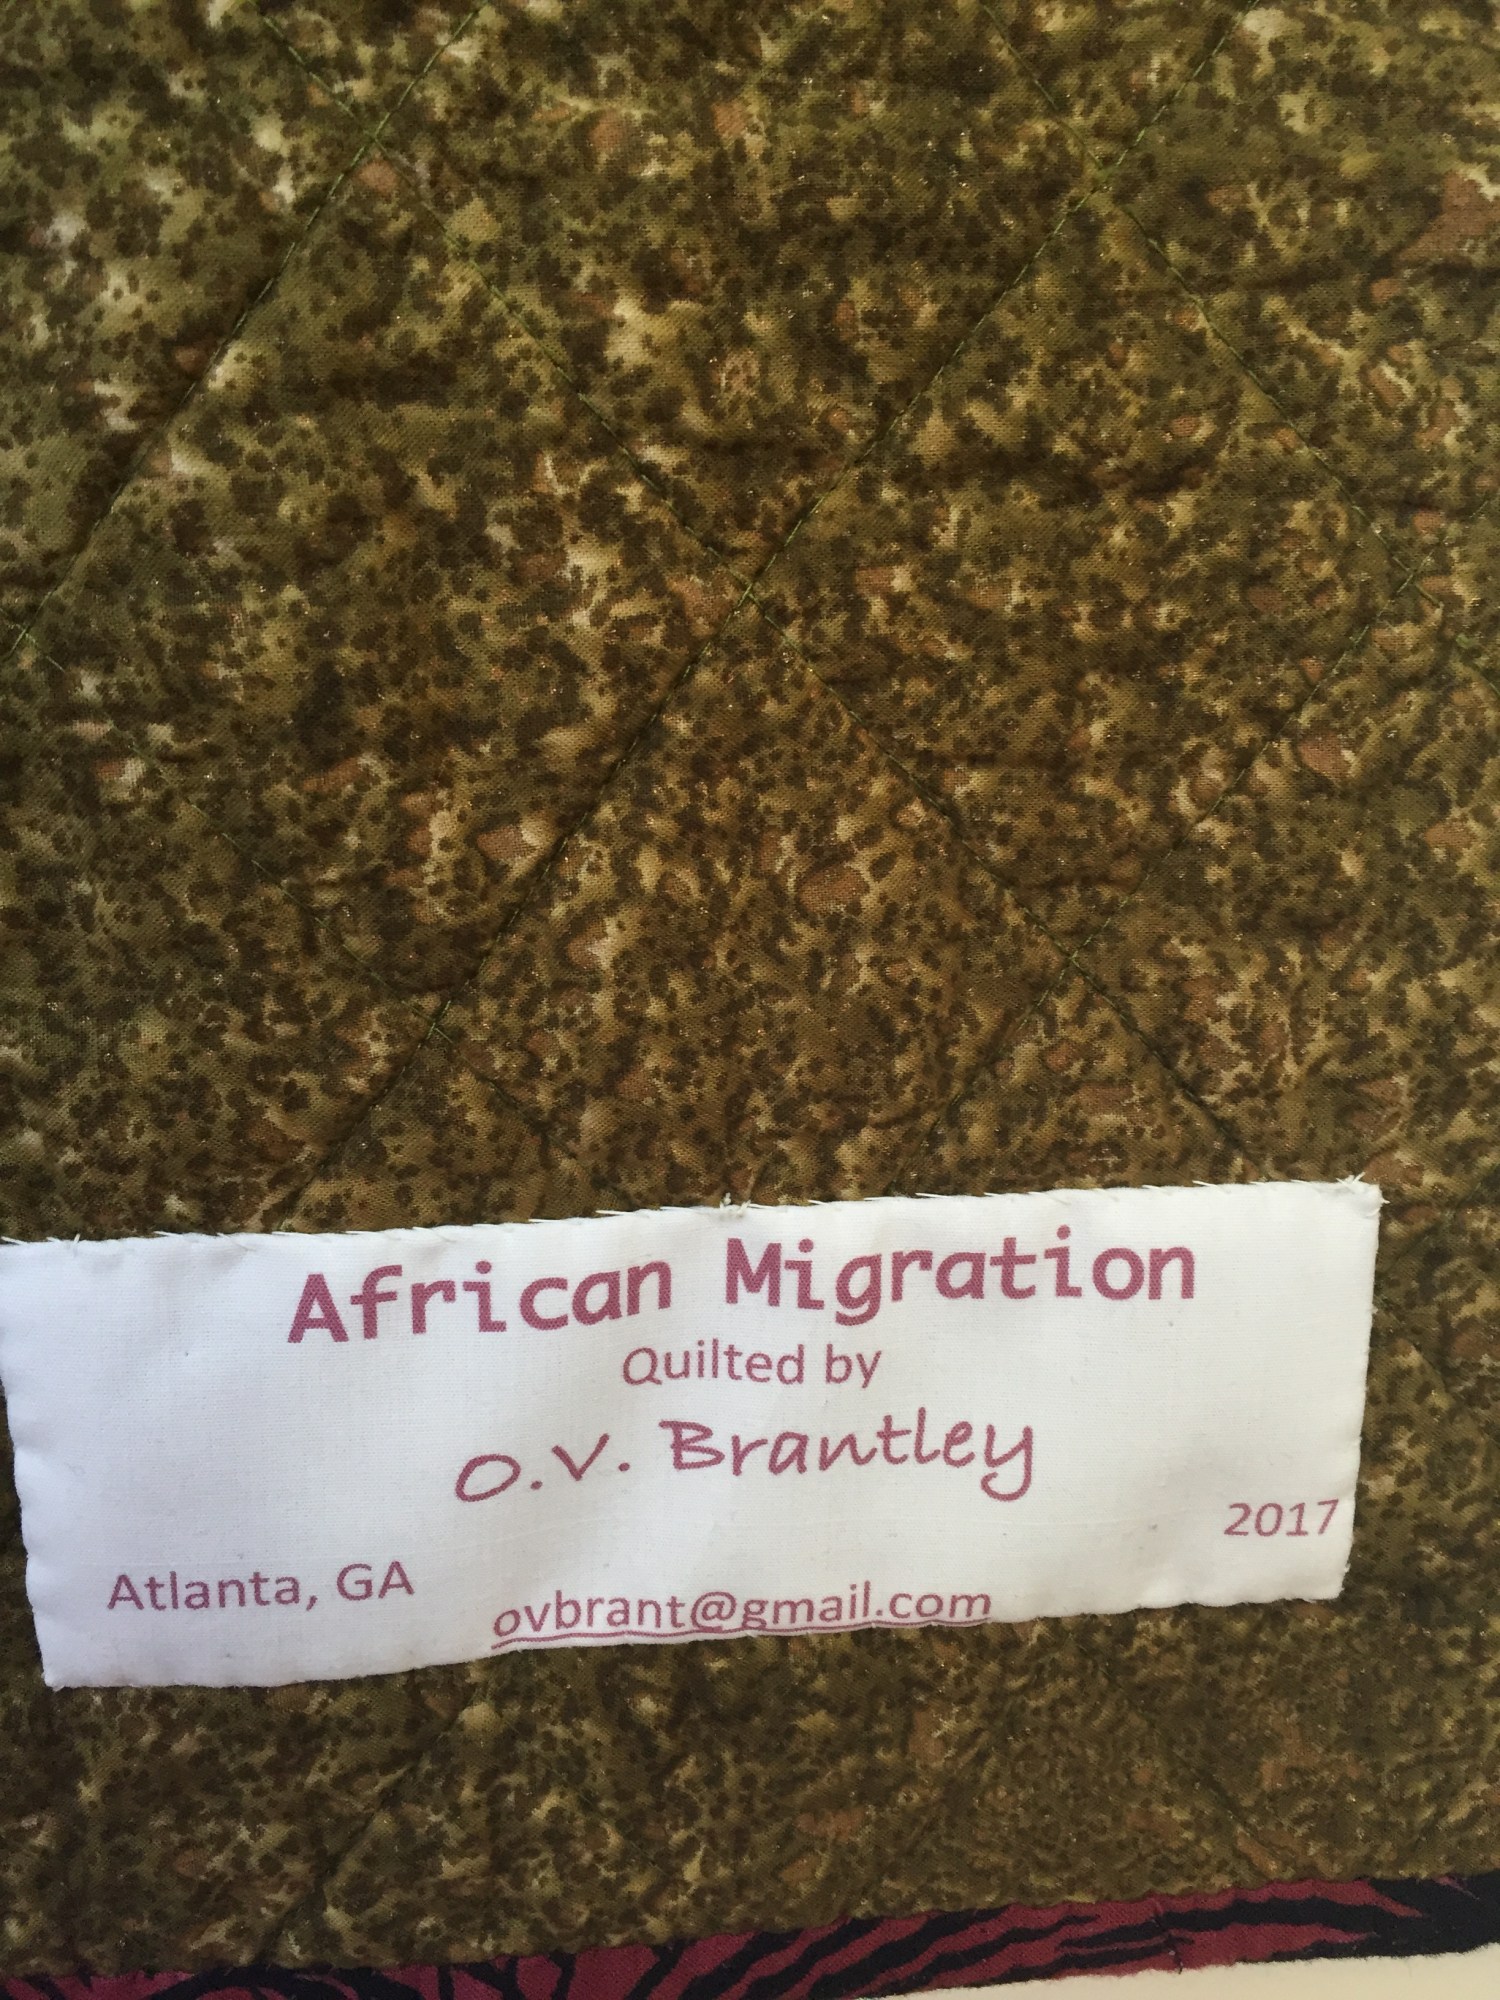 African Migration
Quilted by
O.V. Brantley
2017
Atlanta, GA
ovbrant@gmail.com